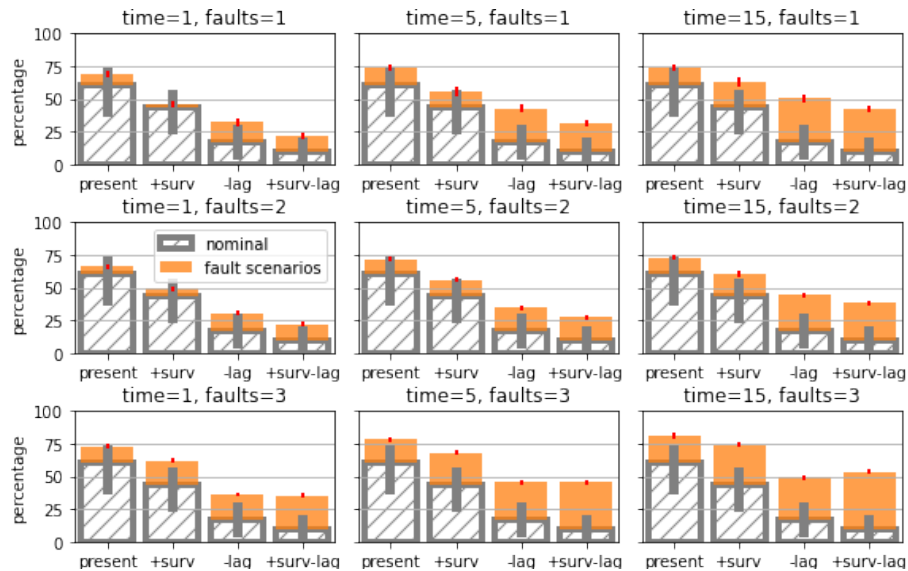 time=1, faults=1 time=5, faults=1 time=15, faults=1
percentage
100
75
50
25
0
present +surv -lag +surv-lag present +surv -lag +surv-lag present +surv -lag +surv-lag
time=1, faults=2 time=5, faults=2 time=15, faults=2
percentage
100
75
50
25
0
nominal
fault scenarios
present +surv -lag +surv-lag present +surv -lag +surv-lag present +surv -lag +surv-lag
time=1, faults=3 time=5, faults=3 time=15, faults=3
percentage
100
75
50
25
0
present +surv -lag +surv-lag present +surv -lag +surv-lag present +surv -lag +surv-lag